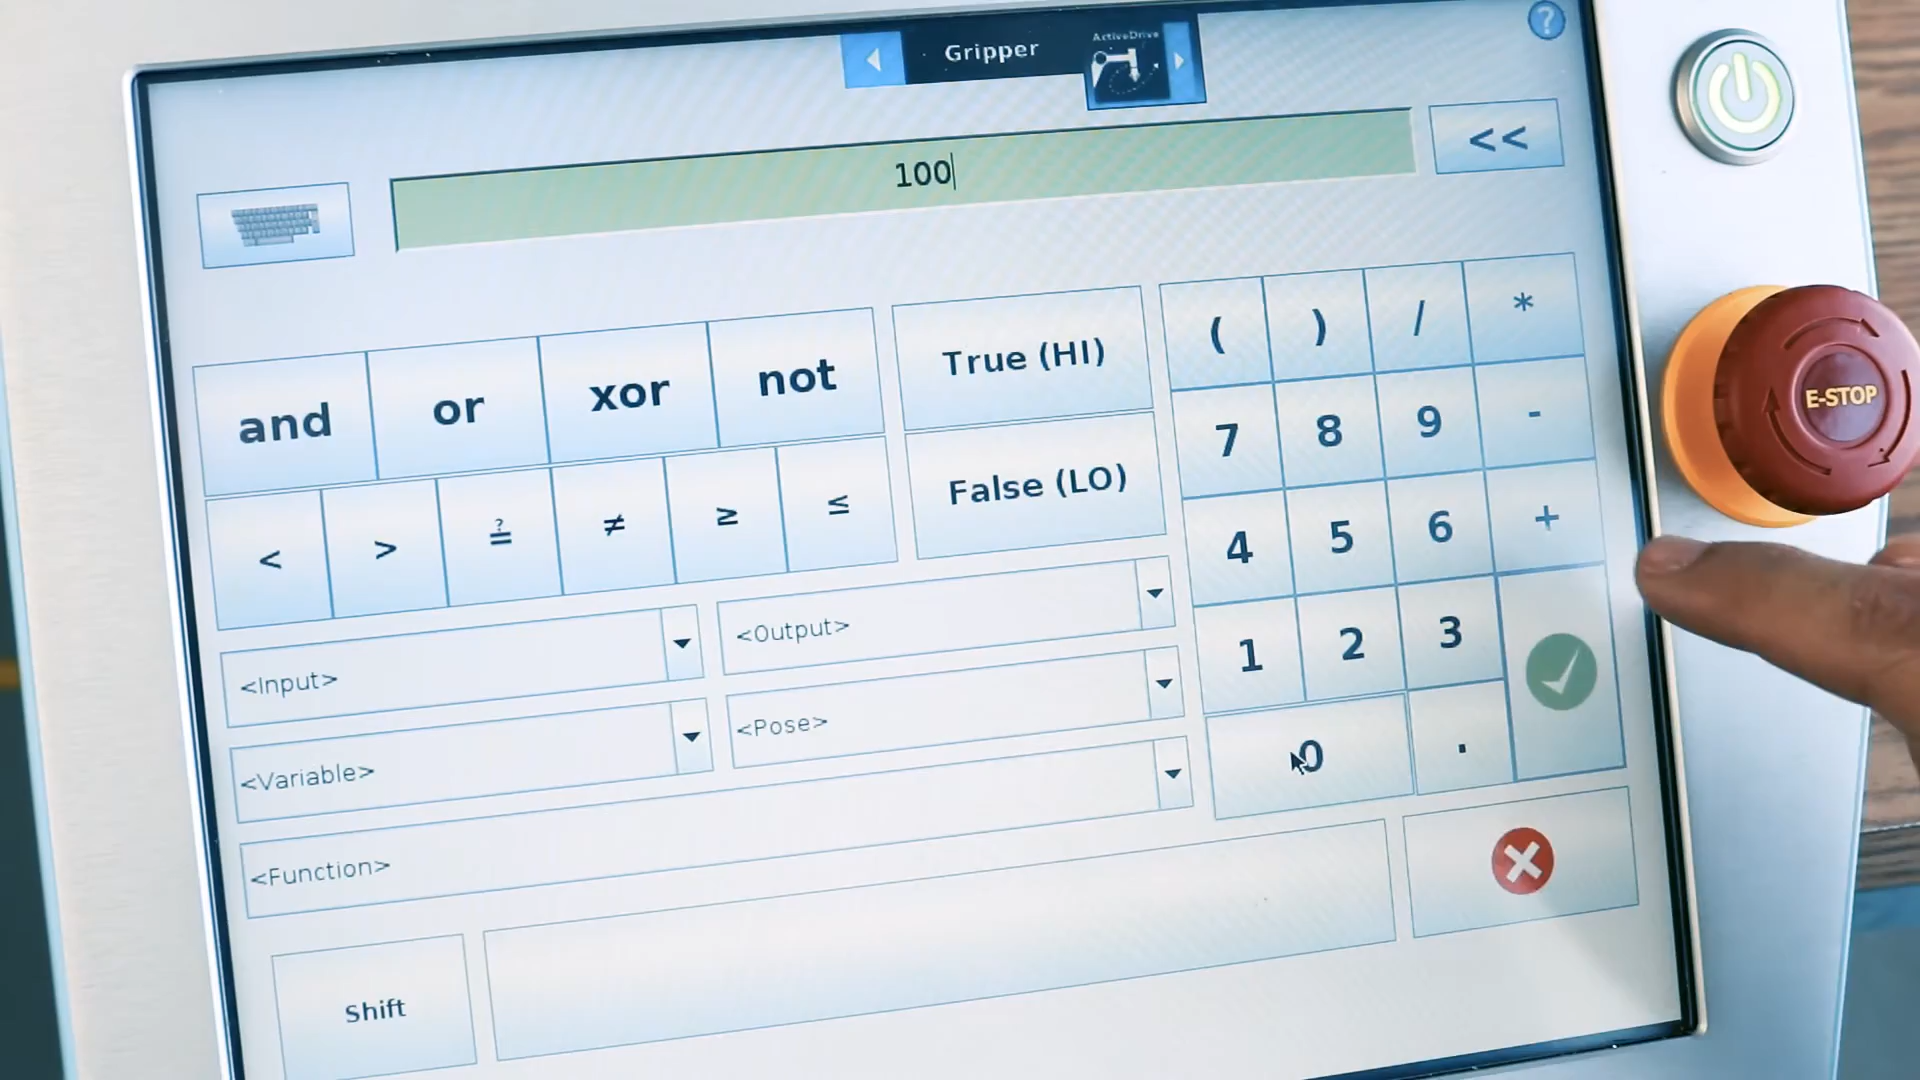 Gripper
ActiveDrive
?
100
<<
and or xor not
True (HI)
( ) / *
E-STOP
7 8 9 -
< > ≟ ≠ ≥ ≤
False (LO)
4 5 6 +
<Input>
<Output>
1 2 3
<Variable>
<Pose>
0 .
<Function>
Shift